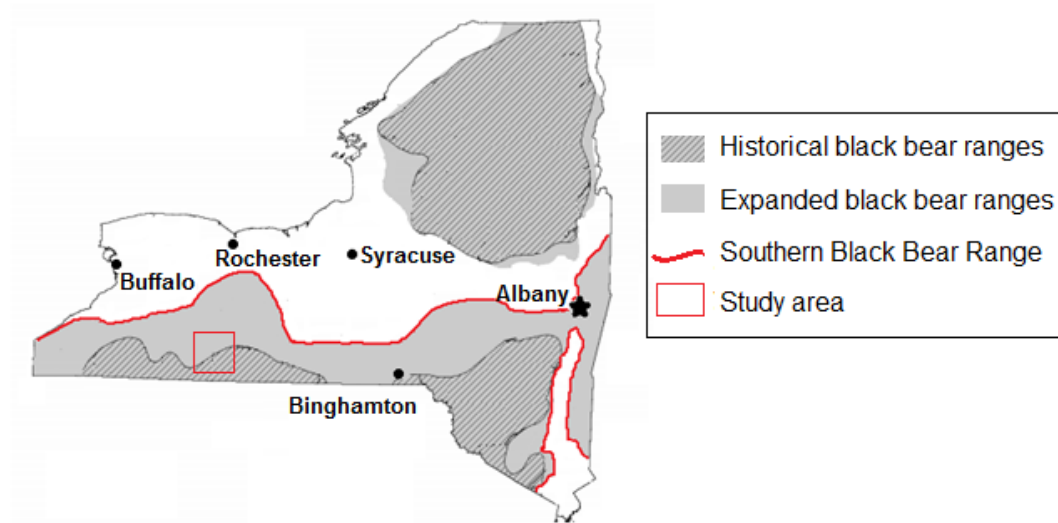 Rochester
Syracuse
Buffalo
Albany
Binghamton
Historical black bear ranges
Expanded black bear ranges
Southern Black Bear Range
Study area